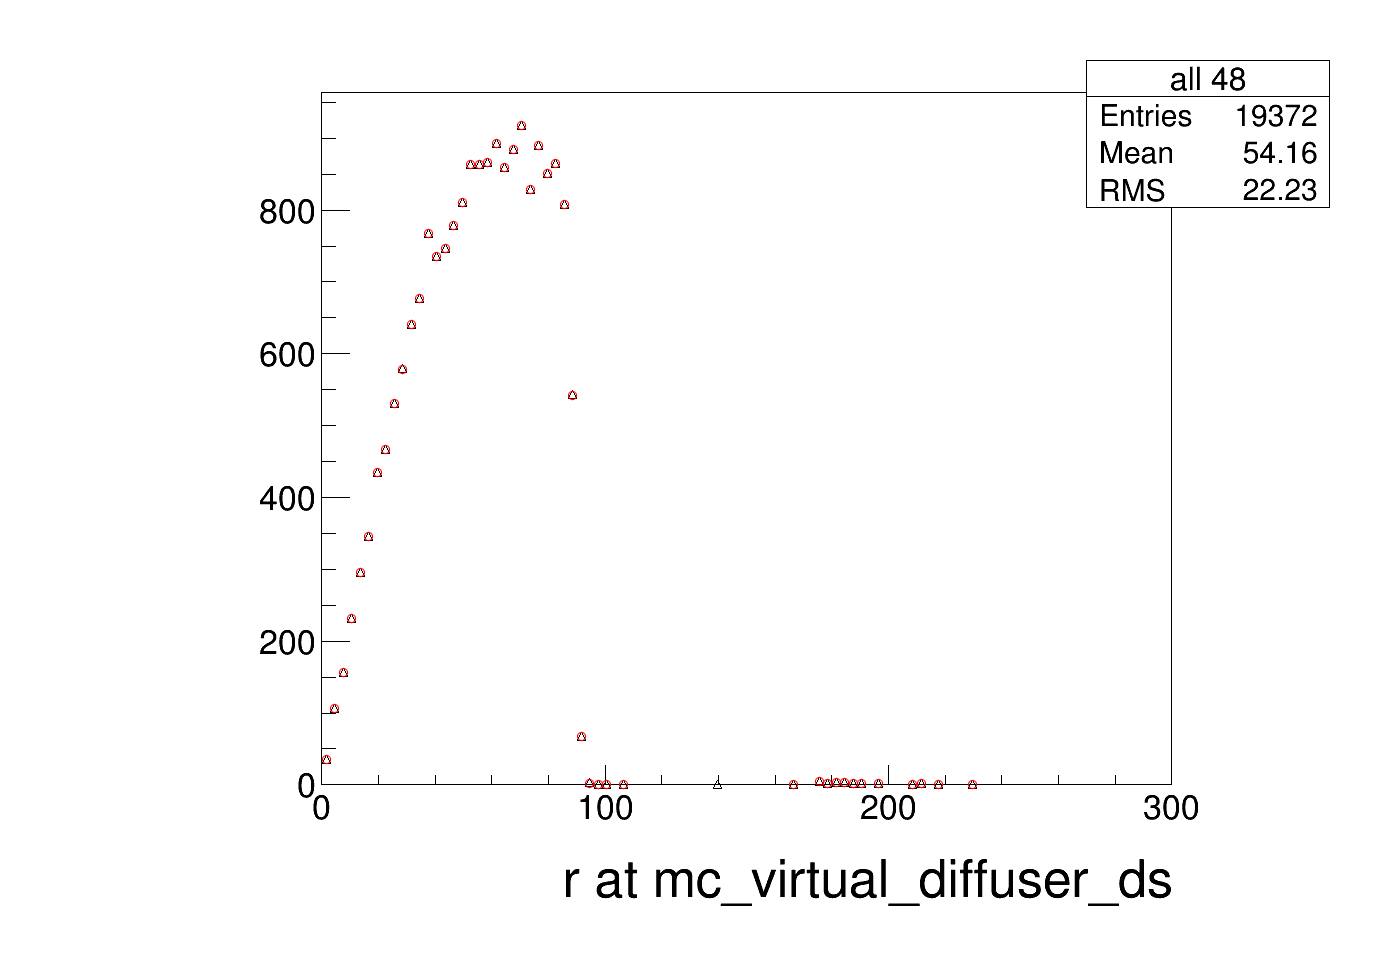 all 48
Entries 19372
Mean 54.16
RMS 22.23
800
600
400
200
0
0 100 200 300
r at mc_virtual_diffuser_ds